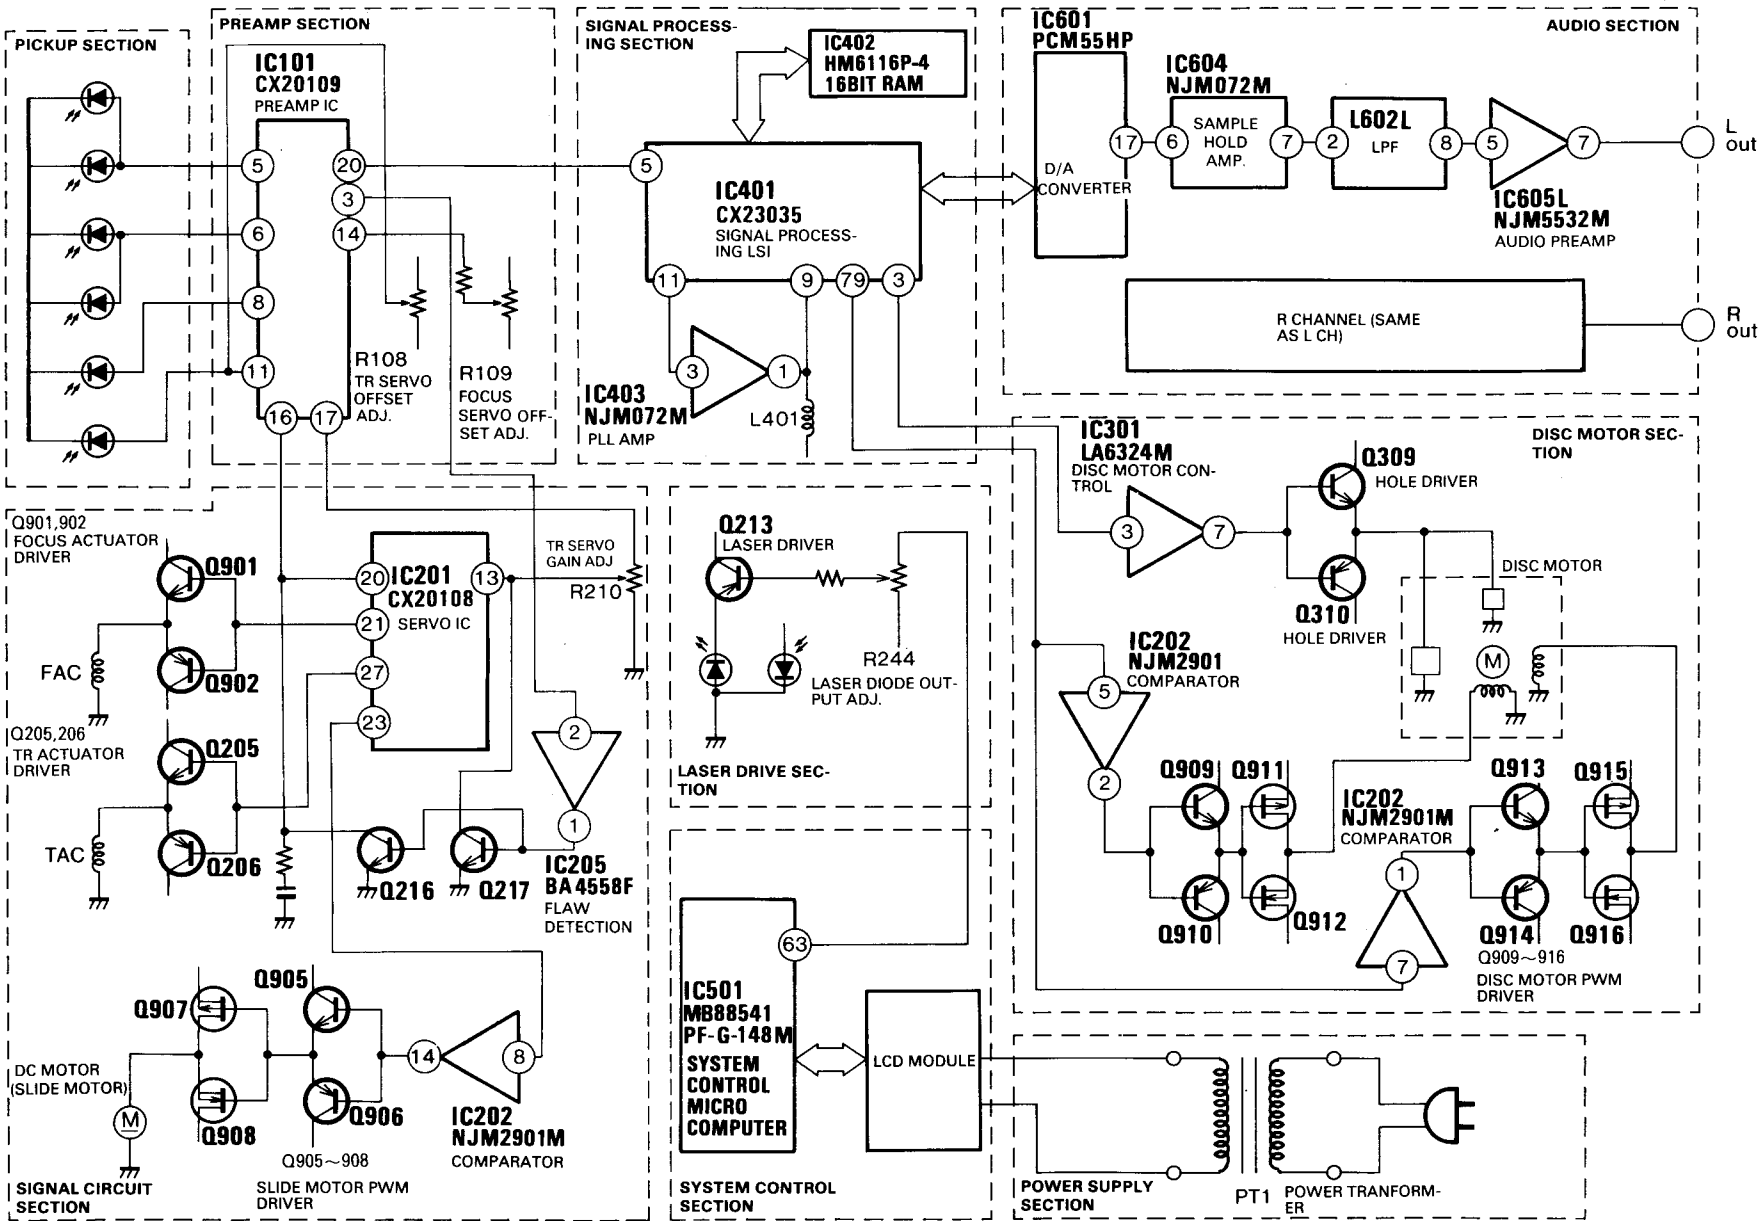 PICKUP SECTION
PREAMP SECTION
IC101
CX20109
PREAMP IC
5
6
8
11
16
17
20
3
14
R108
TR SERVO
OFFSET
ADJ.
R109
FOCUS
SERVO OFF-
SET ADJ.
SIGNAL PROCESS-
ING SECTION
IC402
HM6116P-4
16BIT RAM
5
IC401
CX23035
SIGNAL PROCESS-
ING LSI
11
9
79
3
3
1
IC403
NJM072M
PLL AMP
L401
AUDIO SECTION
IC601
PCM55HP
D/A
CONVERTER
17
IC604
NJM072M
6
SAMPLE
HOLD
AMP.
7
2
L602L
LPF
8
5
7
IC605L
NJM5532M
AUDIO PREAMP
L
out
R CHANNEL (SAME
AS L CH)
R
out
Q901,902
FOCUS ACTUATOR
DRIVER
Q901
Q902
FAC
Q205,206
TR ACTUATOR
DRIVER
Q205
Q206
TAC
IC201
CX20108
SERVO IC
20
21
27
23
13
TR SERVO
GAIN ADJ
R210
2
1
IC205
BA4558F
FLAW
DETECTION
Q216
Q217
Q907
Q905
Q908
Q906
DC MOTOR
(SLIDE MOTOR)
M
14
8
IC202
NJM2901M
COMPARATOR
Q905~908
SLIDE MOTOR PWM
DRIVER
SIGNAL CIRCUIT
SECTION
Q213
LASER DRIVER
R244
LASER DIODE OUT-
PUT ADJ.
LASER DRIVE SEC-
TION
IC501
MB88541
PF-G-148M
SYSTEM
CONTROL
MICRO
COMPUTER
63
LCD MODULE
SYSTEM CONTROL
SECTION
DISC MOTOR SEC-
TION
IC301
LA6324M
DISC MOTOR CON-
TROL
3
7
Q309
HOLE DRIVER
Q310
HOLE DRIVER
DISC MOTOR
M
IC202
NJM2901
COMPARATOR
5
2
Q909
Q911
Q910
Q912
IC202
NJM2901M
COMPARATOR
1
7
Q913
Q915
Q914
Q916
Q909~916
DISC MOTOR PWM
DRIVER
POWER SUPPLY
SECTION
PT1
POWER TRANFORM-
ER